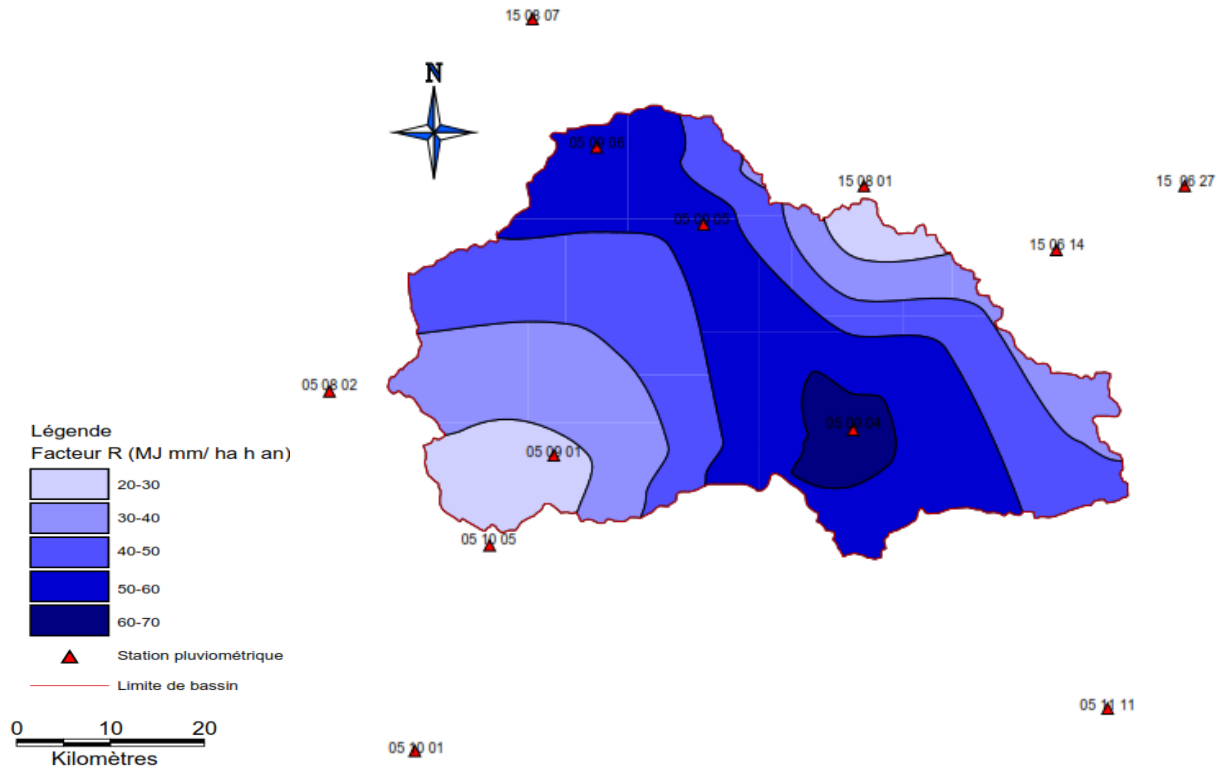 15 08 07
N
05 09 06
15 08 01
15 06 27
05 09 05
15 06 14
05 08 02
05 09 04
05 09 01
05 10 05
05 11 11
05 10 01
Légende
Facteur R (MJ mm/ ha h an)
20-30
30-40
40-50
50-60
60-70
Station pluviométrique
Limite de bassin
0 10 20
Kilomètres